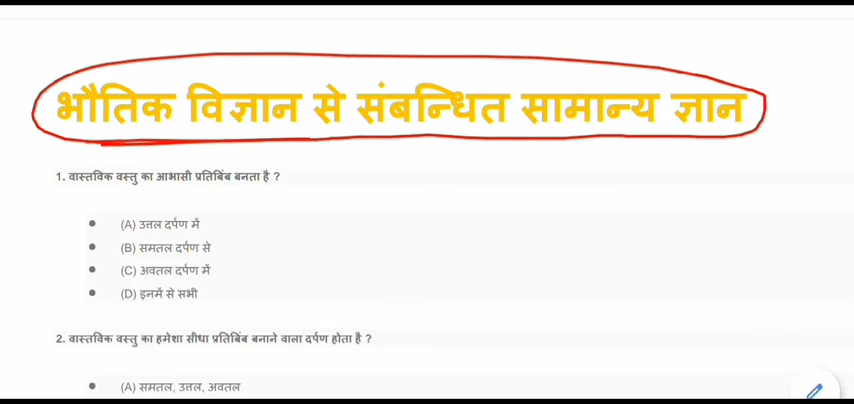 भौतिक विज्ञान से संबन्धित सामान्य ज्ञान
1. वास्तविक वस्तु का आभासी प्रतिबिंब बनता है ?
(A) उत्तल दर्पण में
(B) समतल दर्पण से
(C) अवतल दर्पण में
(D) इनमें से सभी
2. वास्तविक वस्तु का हमेशा सीधा प्रतिबिंब बनाने वाला दर्पण होता है ?
(A) समतल, उत्तल, अवतल